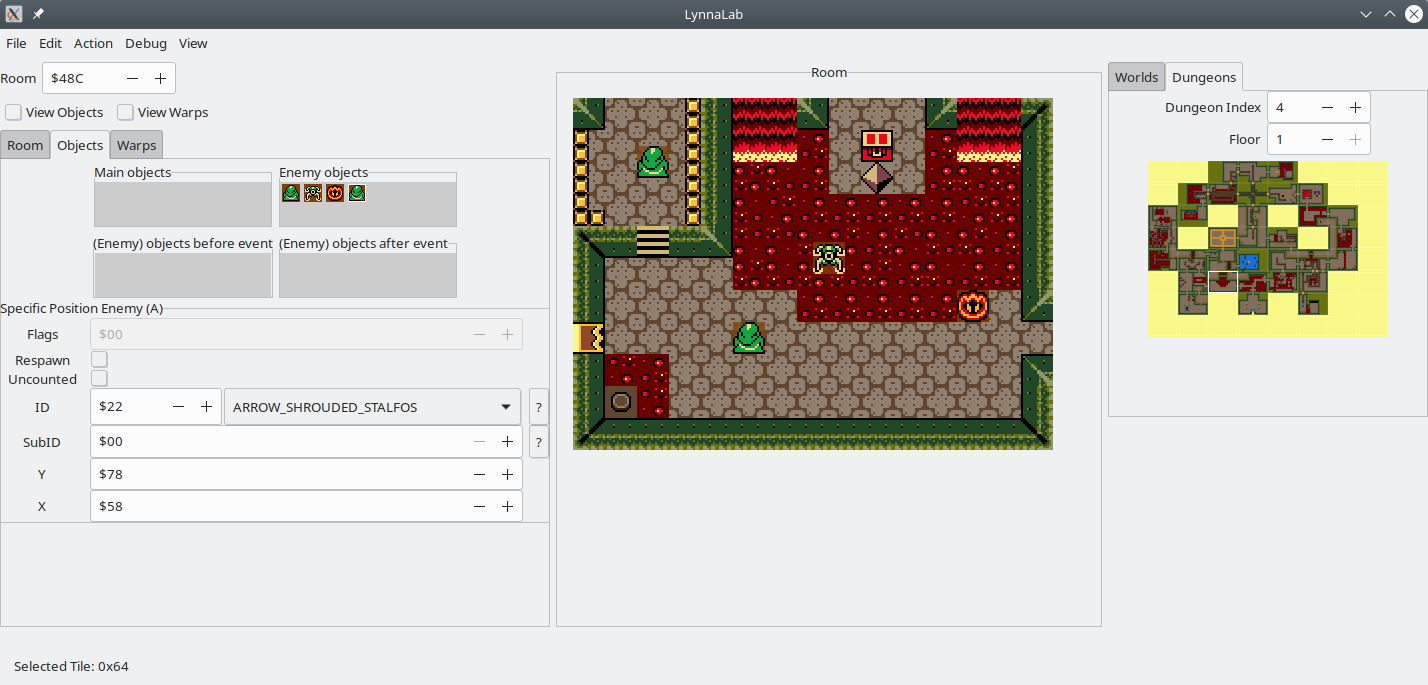 LynnaLab
File Edit Action Debug View
Room $48C
View Objects View Warps
Room Objects Warps
Main objects Enemy objects
(Enemy) objects before event (Enemy) objects after event
Specific Position Enemy (A)
Flags $00
Respawn
Uncounted
ID $22 ARROW_SHROUDED_STALFOS ?
SubID $00 ?
Y $78
X $58
Room
Worlds Dungeons
Dungeon Index 4
Floor 1
Selected Tile: 0x64